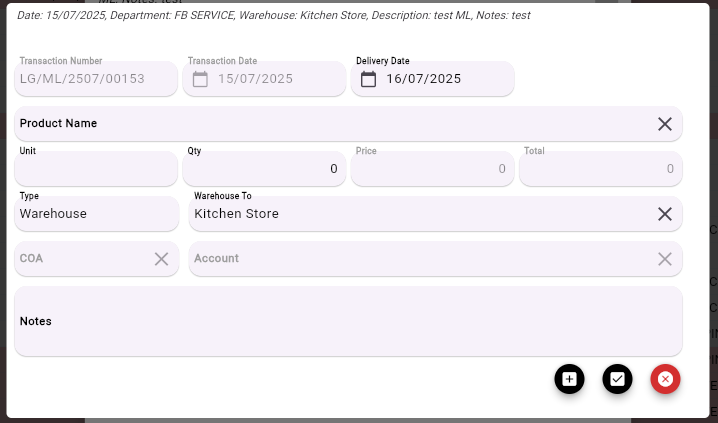 Date: 15/07/2025, Department: FB SERVICE, Warehouse: Kitchen Store, Description: test ML, Notes: test
Transaction Number Transaction Date Delivery Date
LG/ML/2507/00153 15/07/2025 16/07/2025
Product Name
Unit Qty Price Total
0 0 0
Type Warehouse To
Warehouse Kitchen Store
COA Account
Notes